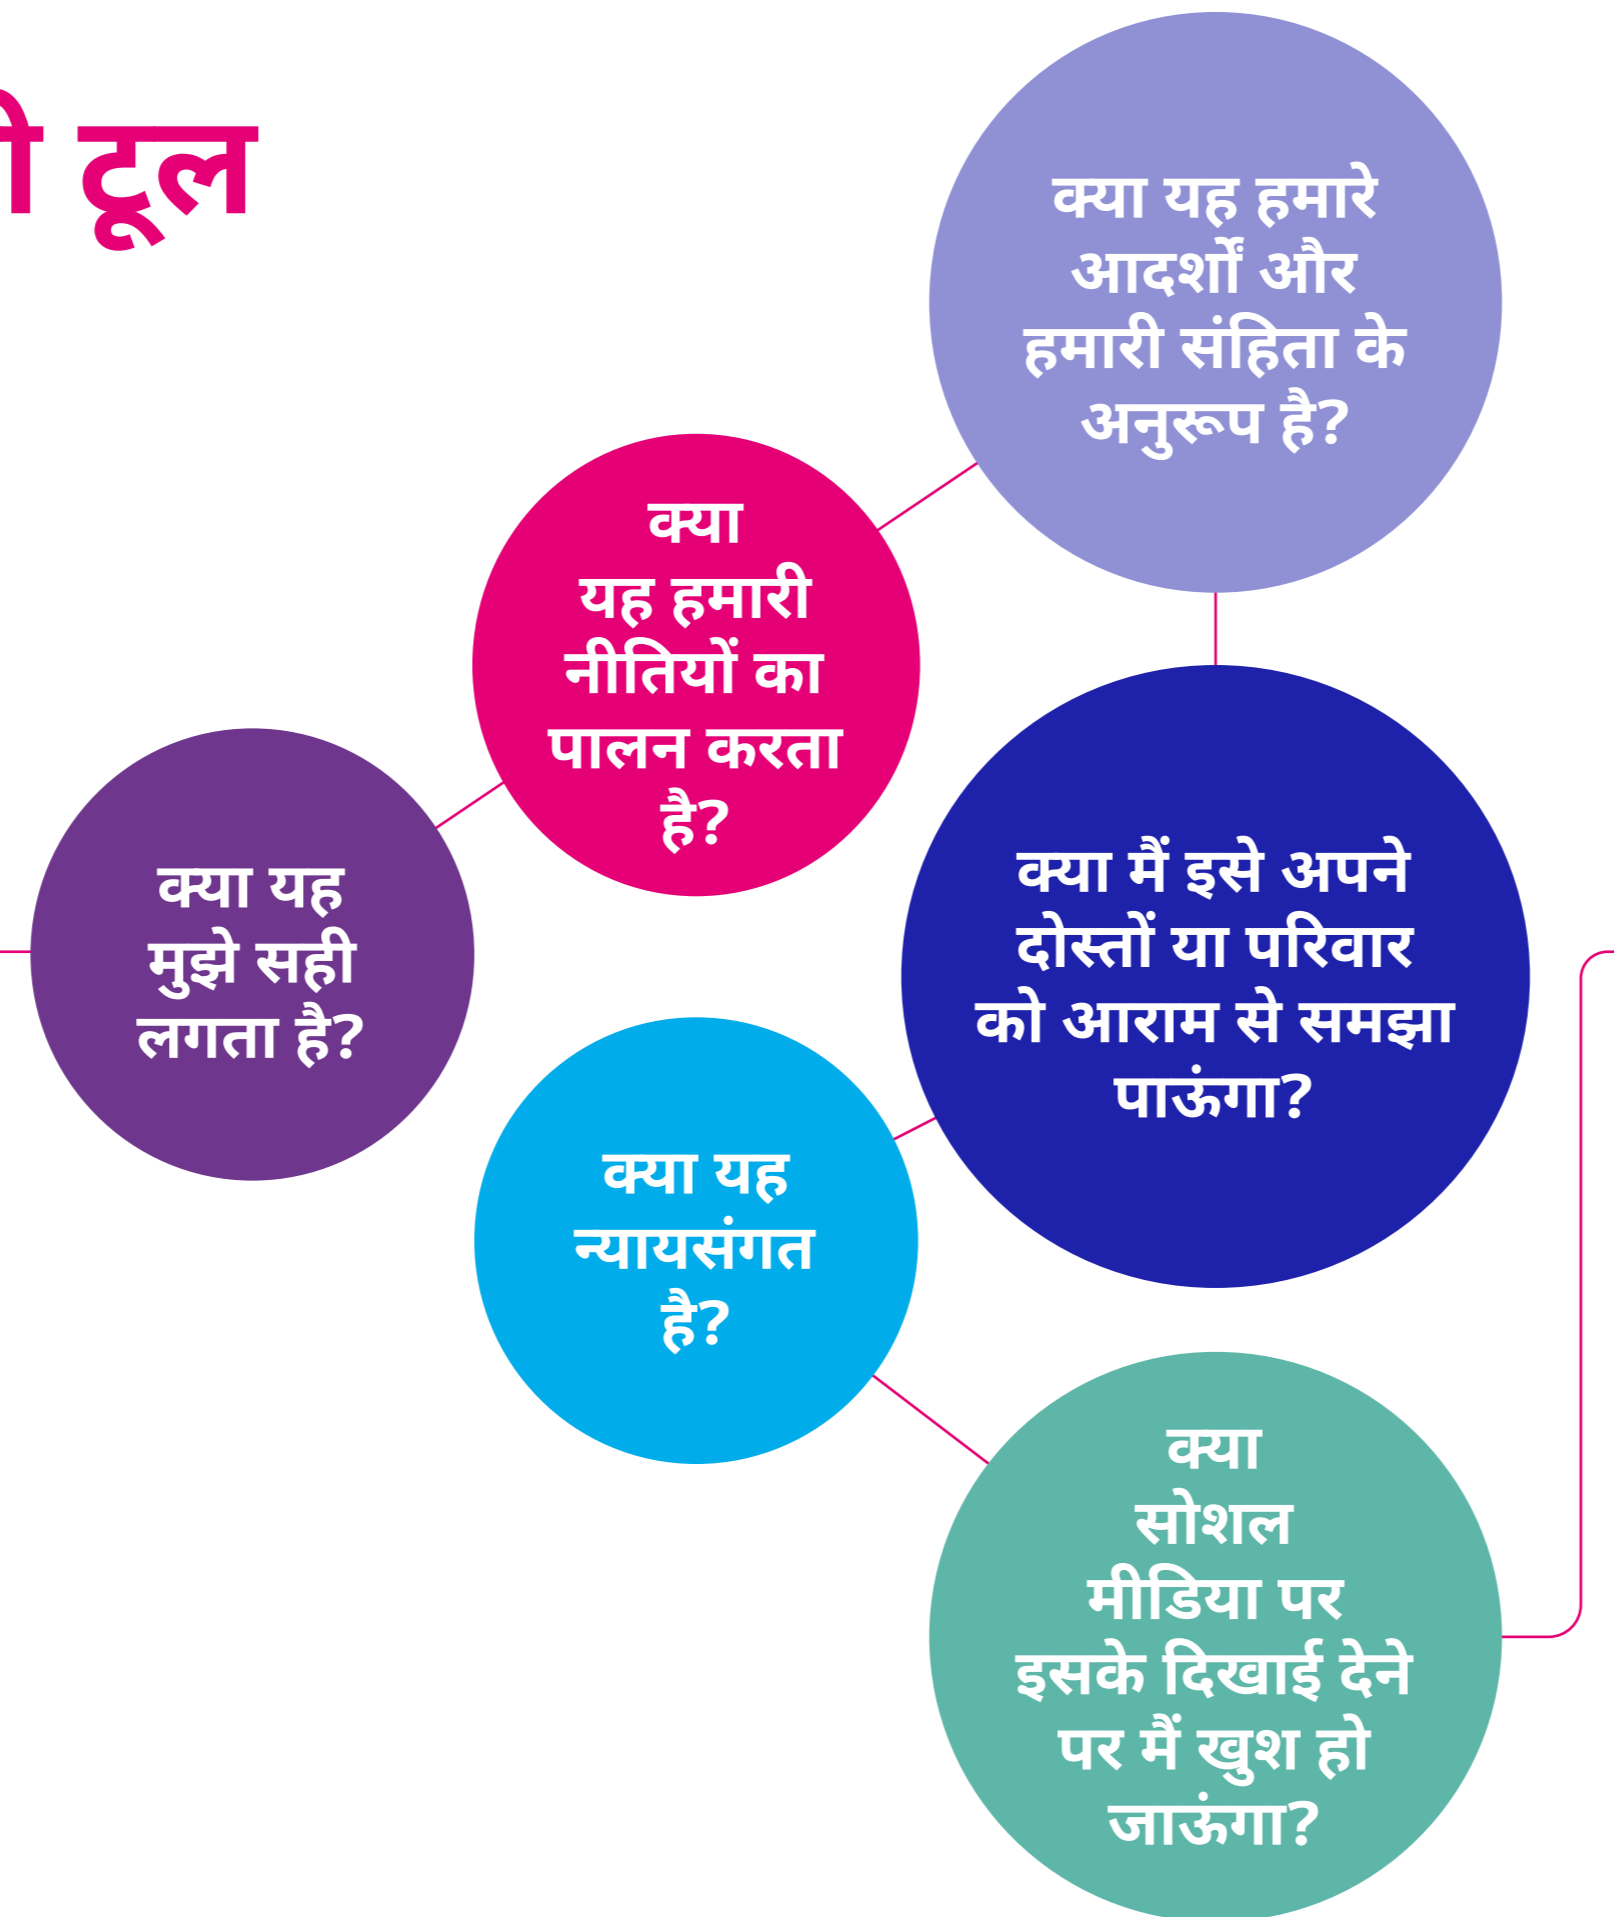 टूल
क्या यह
मुझे सही
लगता है?
क्या
यह हमारी
नीतियों का
पालन करता
है?
क्या यह हमारे
आदर्शों और
हमारी संहिता के
अनुरूप है?
क्या मैं इसे अपने
दोस्तों या परिवार
को आराम से समझा
पाऊंगा?
क्या यह
न्यायसंगत
है?
क्या
सोशल
मीडिया पर
इसके दिखाई देने
पर मैं खुश हो
जाऊंगा?